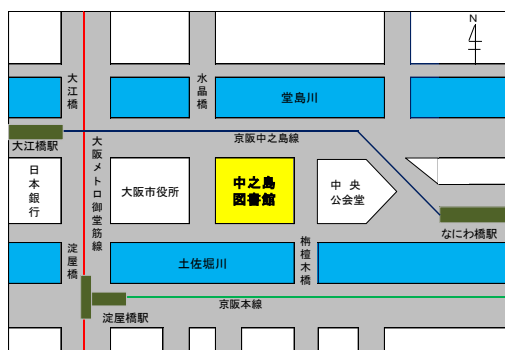 N
大江橋
水晶橋
堂島川
大江橋駅
京阪中之島線
大阪メトロ御堂筋線
日本銀行
大阪市役所
中之島
図書館
中 央
公会堂
なにわ橋駅
淀屋橋
土佐堀川
栴檀木橋
京阪本線
淀屋橋駅